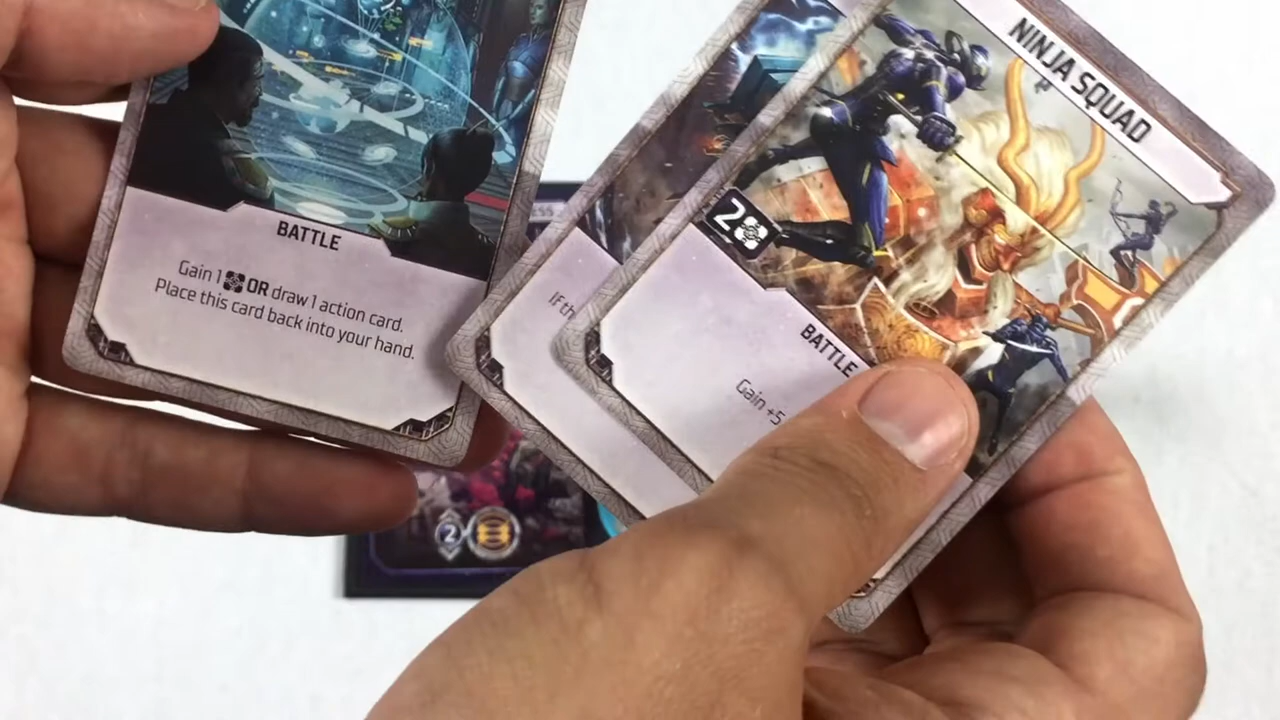 BATTLE
Gain 1 OR draw 1 action card.
Place this card back into your hand.
If th
NINJA SQUAD
2
BATTLE
Gain +5
2